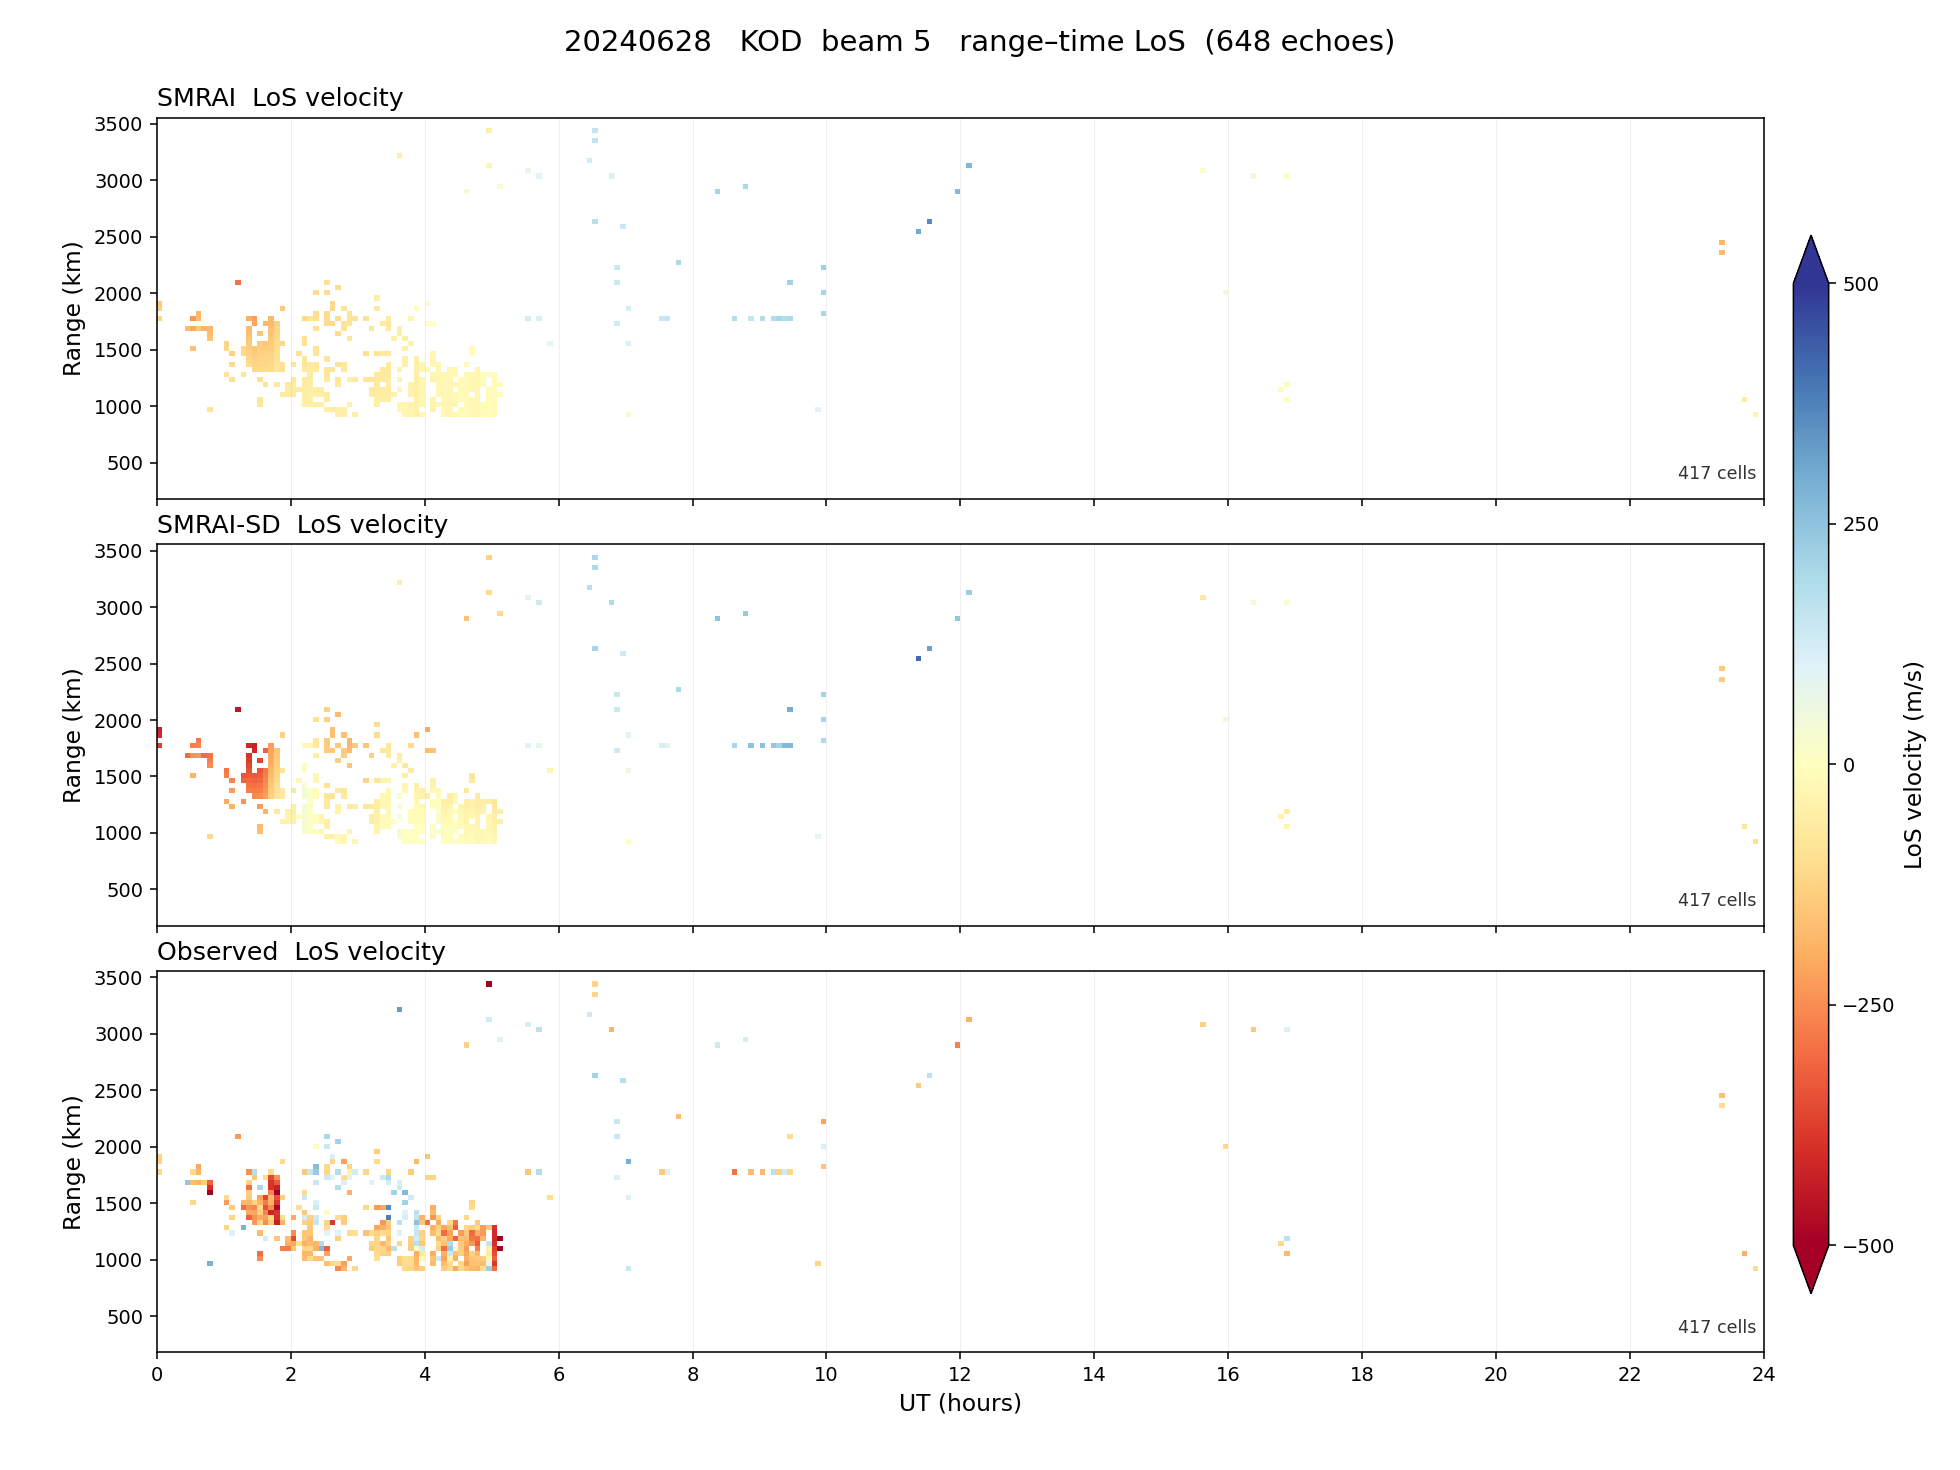 20240628   KOD  beam 5   range–time LoS  (648 echoes)
SMRAI  LoS velocity
3500
3000
2500
2000
1500
1000
500
Range (km)
417 cells
SMRAI-SD  LoS velocity
3500
3000
2500
2000
1500
1000
500
Range (km)
417 cells
Observed  LoS velocity
3500
3000
2500
2000
1500
1000
500
Range (km)
417 cells
0 2 4 6 8 10 12 14 16 18 20 22 24
UT (hours)
500
250
0
−250
−500
LoS velocity (m/s)